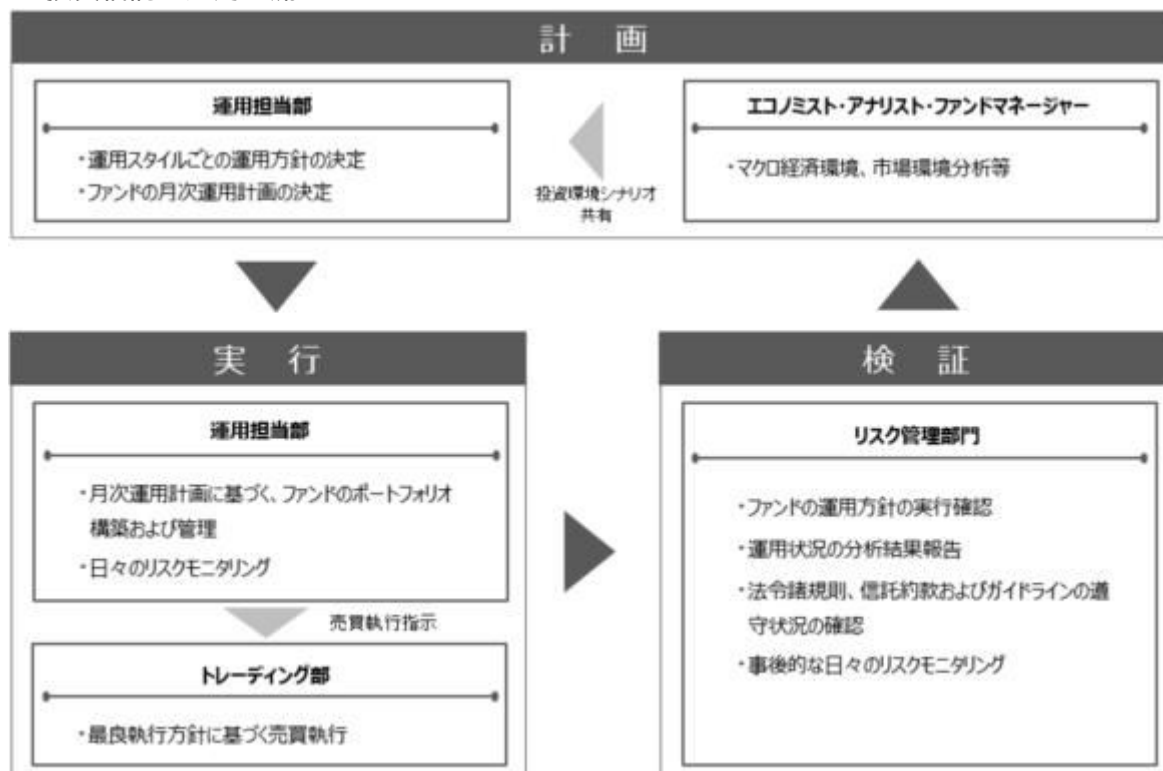 計 画
運用担当部
・運用スタイルごとの運用方針の決定
・ファンドの月次運用計画の決定
投資環境シナリオ
共有
エコノミスト・アナリスト・ファンドマネージャー
・マクロ経済環境、市場環境分析等
実 行
運用担当部
・月次運用計画に基づく、ファンドのポートフォリオ
構築および管理
・日々のリスクモニタリング
売買執行指示
トレーディング部
・最良執行方針に基づく売買執行
検 証
リスク管理部門
・ファンドの運用方針の実行確認
・運用状況の分析結果報告
・法令諸規則、信託約款およびガイドラインの遵
守状況の確認
・事後的な日々のリスクモニタリング